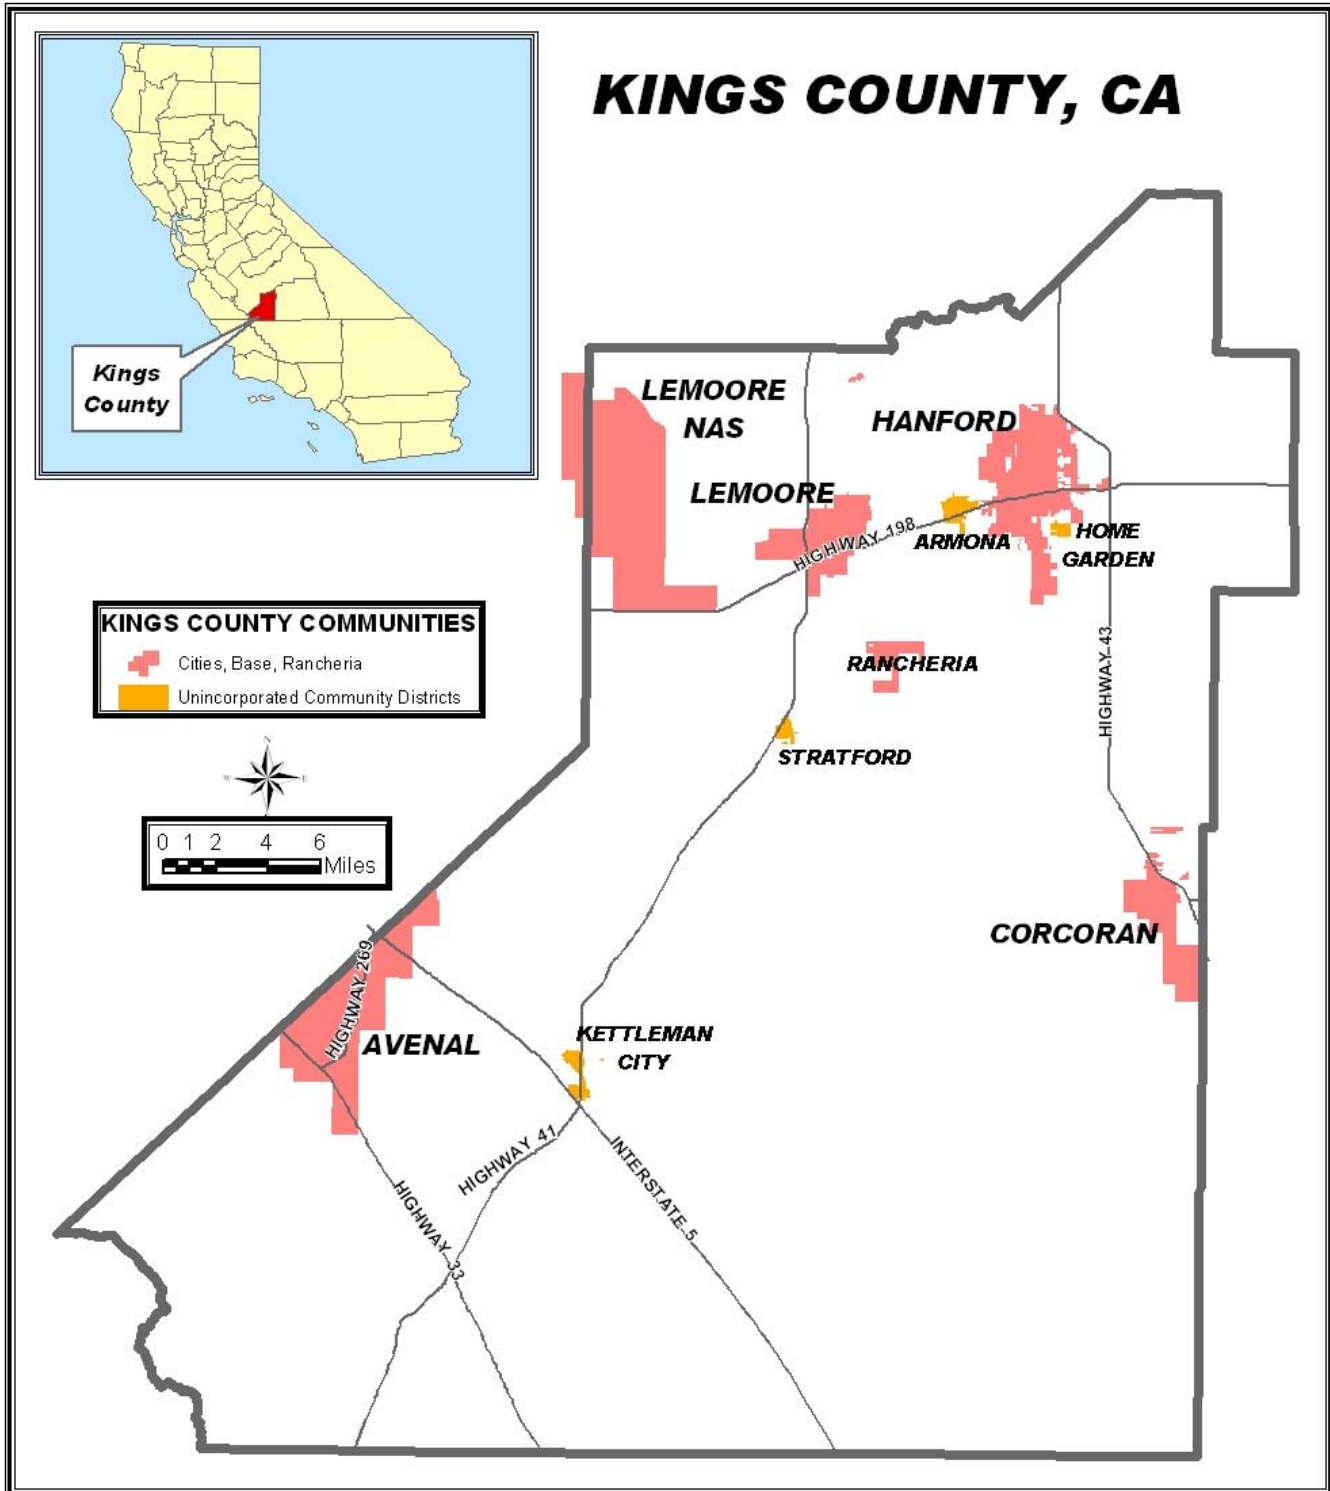 KINGS COUNTY, CA
Kings
County
LEMOORE
NAS
HANFORD
LEMOORE
HIGHWAY 198
ARMONA
HOME
GARDEN
KINGS COUNTY COMMUNITIES
Cities, Base, Rancheria
Unincorporated Community Districts
RANCHERIA
HIGHWAY 43
STRATFORD
N
W
E
0 1 2 4 6
Miles
CORCORAN
HIGHWAY 269
AVENAL
KETTLEMAN
CITY
HIGHWAY 41
INTERSTATE 5
HIGHWAY 33